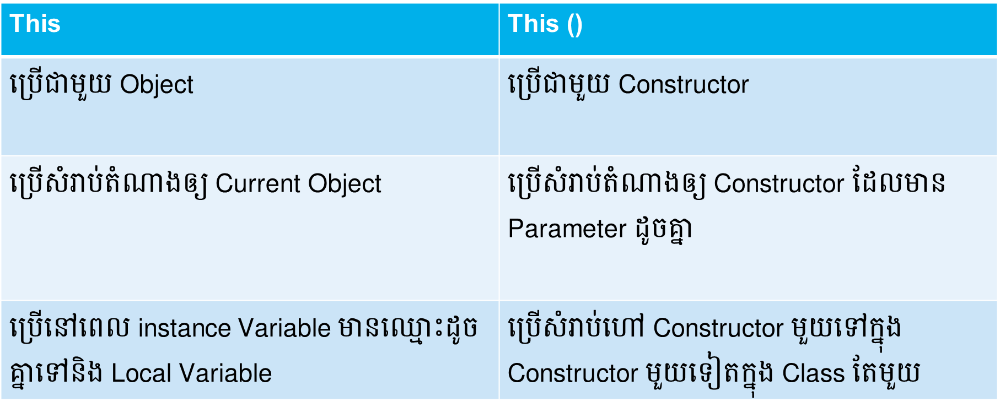 This
This ()
ប្រើជាមួយ Object
ប្រើជាមួយ Constructor
ប្រើសំរាប់តំណាងឲ្យ Current Object
ប្រើសំរាប់តំណាងឲ្យ Constructor ដែលមាន
Parameter ដូចគ្នា
ប្រើនៅពេល instance Variable មានឈ្មោះដូច
គ្នាទៅនិង Local Variable
ប្រើសំរាប់ហៅ Constructor មួយទៅក្នុង
Constructor មួយទៀតក្នុង Class តែមួយ